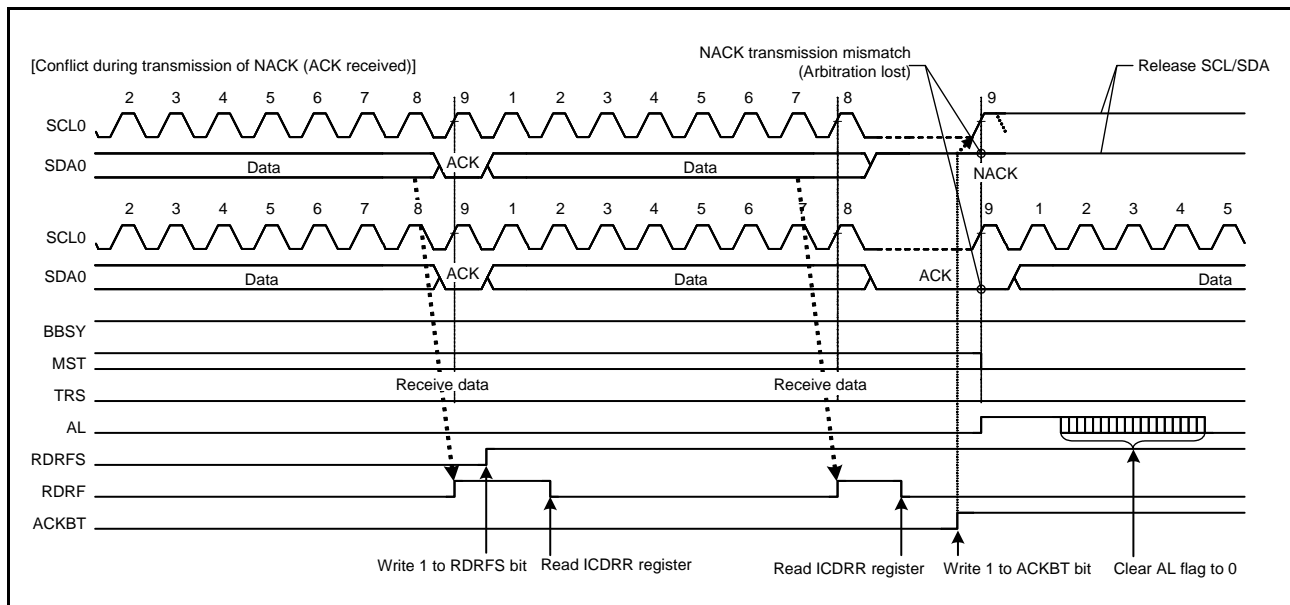 [Conflict during transmission of NACK (ACK received)]
NACK transmission mismatch
(Arbitration lost)
Release SCL/SDA
2 3 4 5 6 7 8 9 1 2 3 4 5 6 7 8 9
SCL0
SDA0 Data ACK Data NACK
2 3 4 5 6 7 8 9 1 2 3 4 5 6 7 8 9 1 2 3 4 5
SCL0
SDA0 Data ACK Data ACK Data
BBSY
MST
Receive data Receive data
TRS
AL
RDRFS
RDRF
ACKBT
Write 1 to RDRFS bit Read ICDRR register Read ICDRR register Write 1 to ACKBT bit Clear AL flag to 0